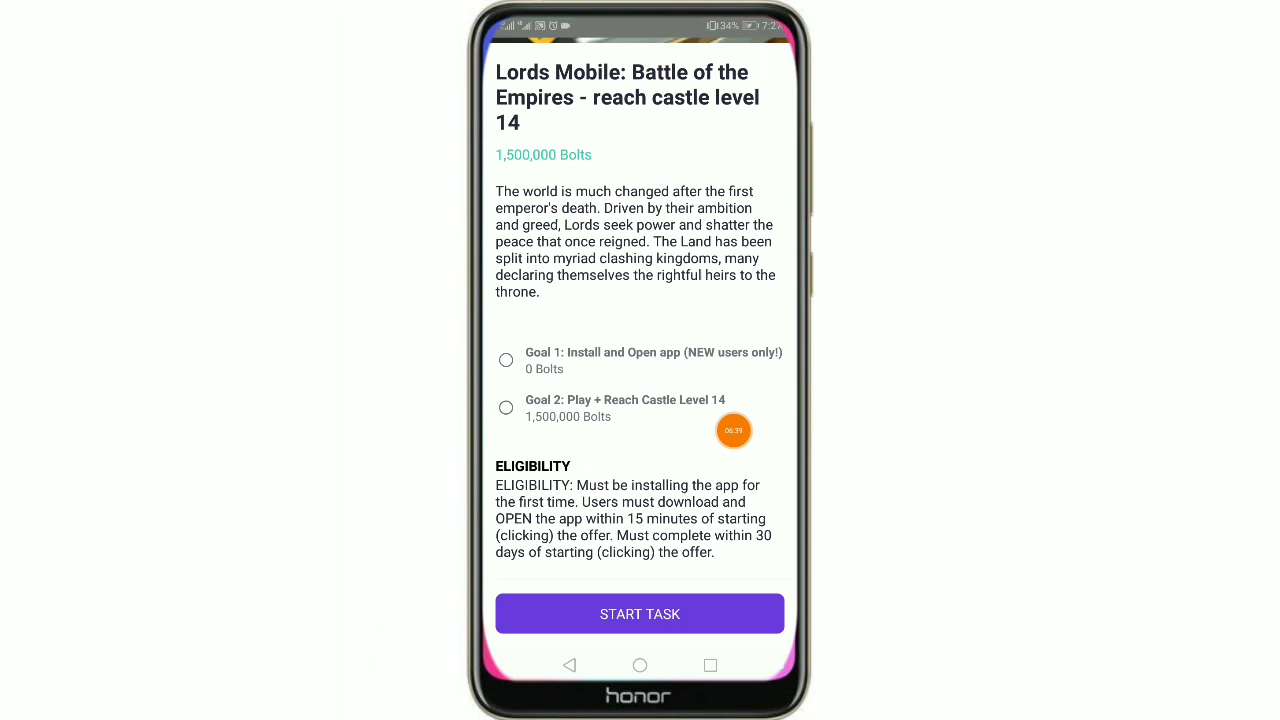 34% 7:27
Lords Mobile: Battle of the
Empires - reach castle level
14
1,500,000 Bolts
The world is much changed after the first
emperor's death. Driven by their ambition
and greed, Lords seek power and shatter the
peace that once reigned. The Land has been
split into myriad clashing kingdoms, many
declaring themselves the rightful heirs to the
throne.
Goal 1: Install and Open app (NEW users only!)
0 Bolts
Goal 2: Play + Reach Castle Level 14
1,500,000 Bolts
06:39
ELIGIBILITY
ELIGIBILITY: Must be installing the app for
the first time. Users must download and
OPEN the app within 15 minutes of starting
(clicking) the offer. Must complete within 30
days of starting (clicking) the offer.
START TASK
honor